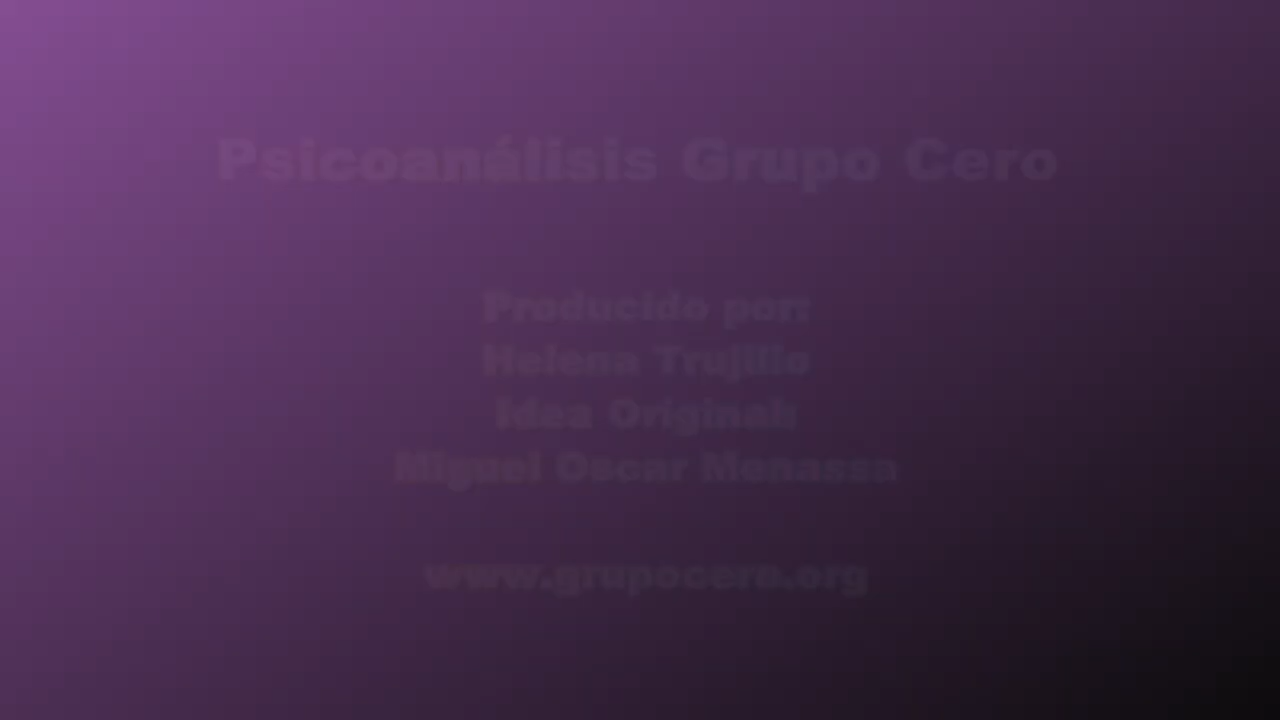 Psicoanálisis Grupo Cero
Producido por:
Helena Trujillo
Idea Original:
Miguel Oscar Menassa
www.grupocero.org